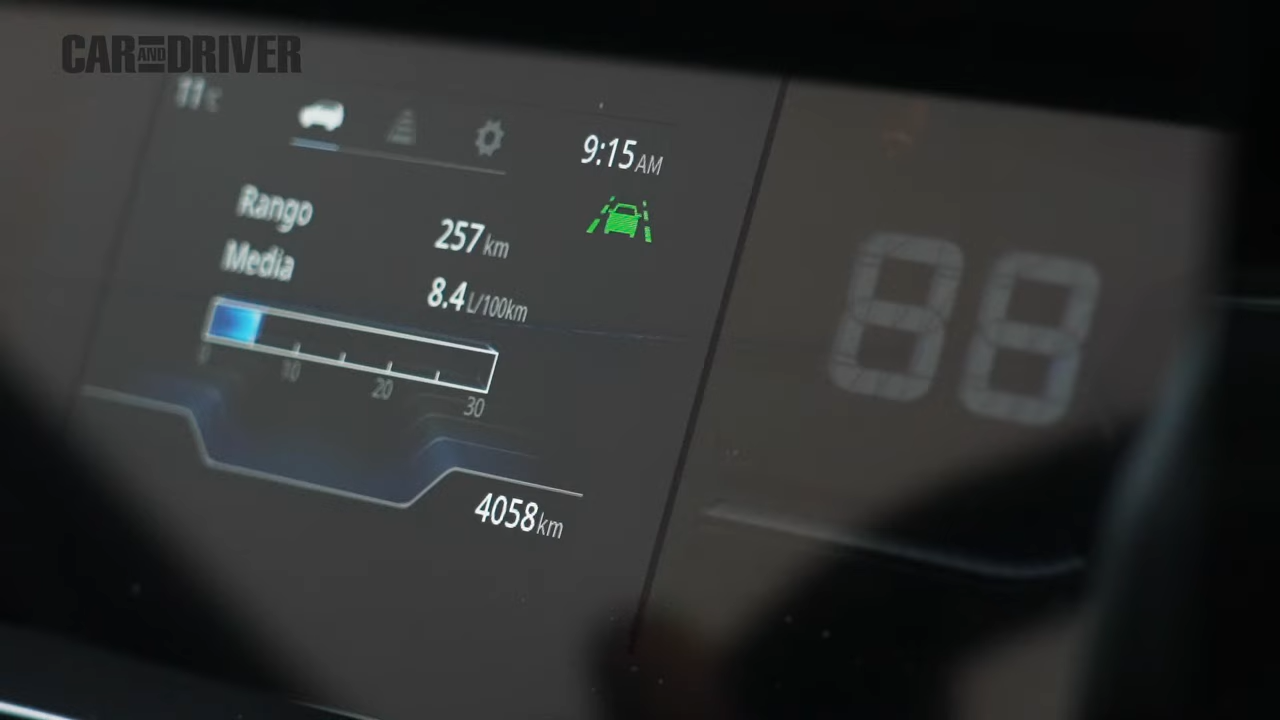 CAR AND DRIVER
11°C
9:15 AM
Rango
257 km
Media
8.4 L/100km
0 10 20 30
4058 km
88